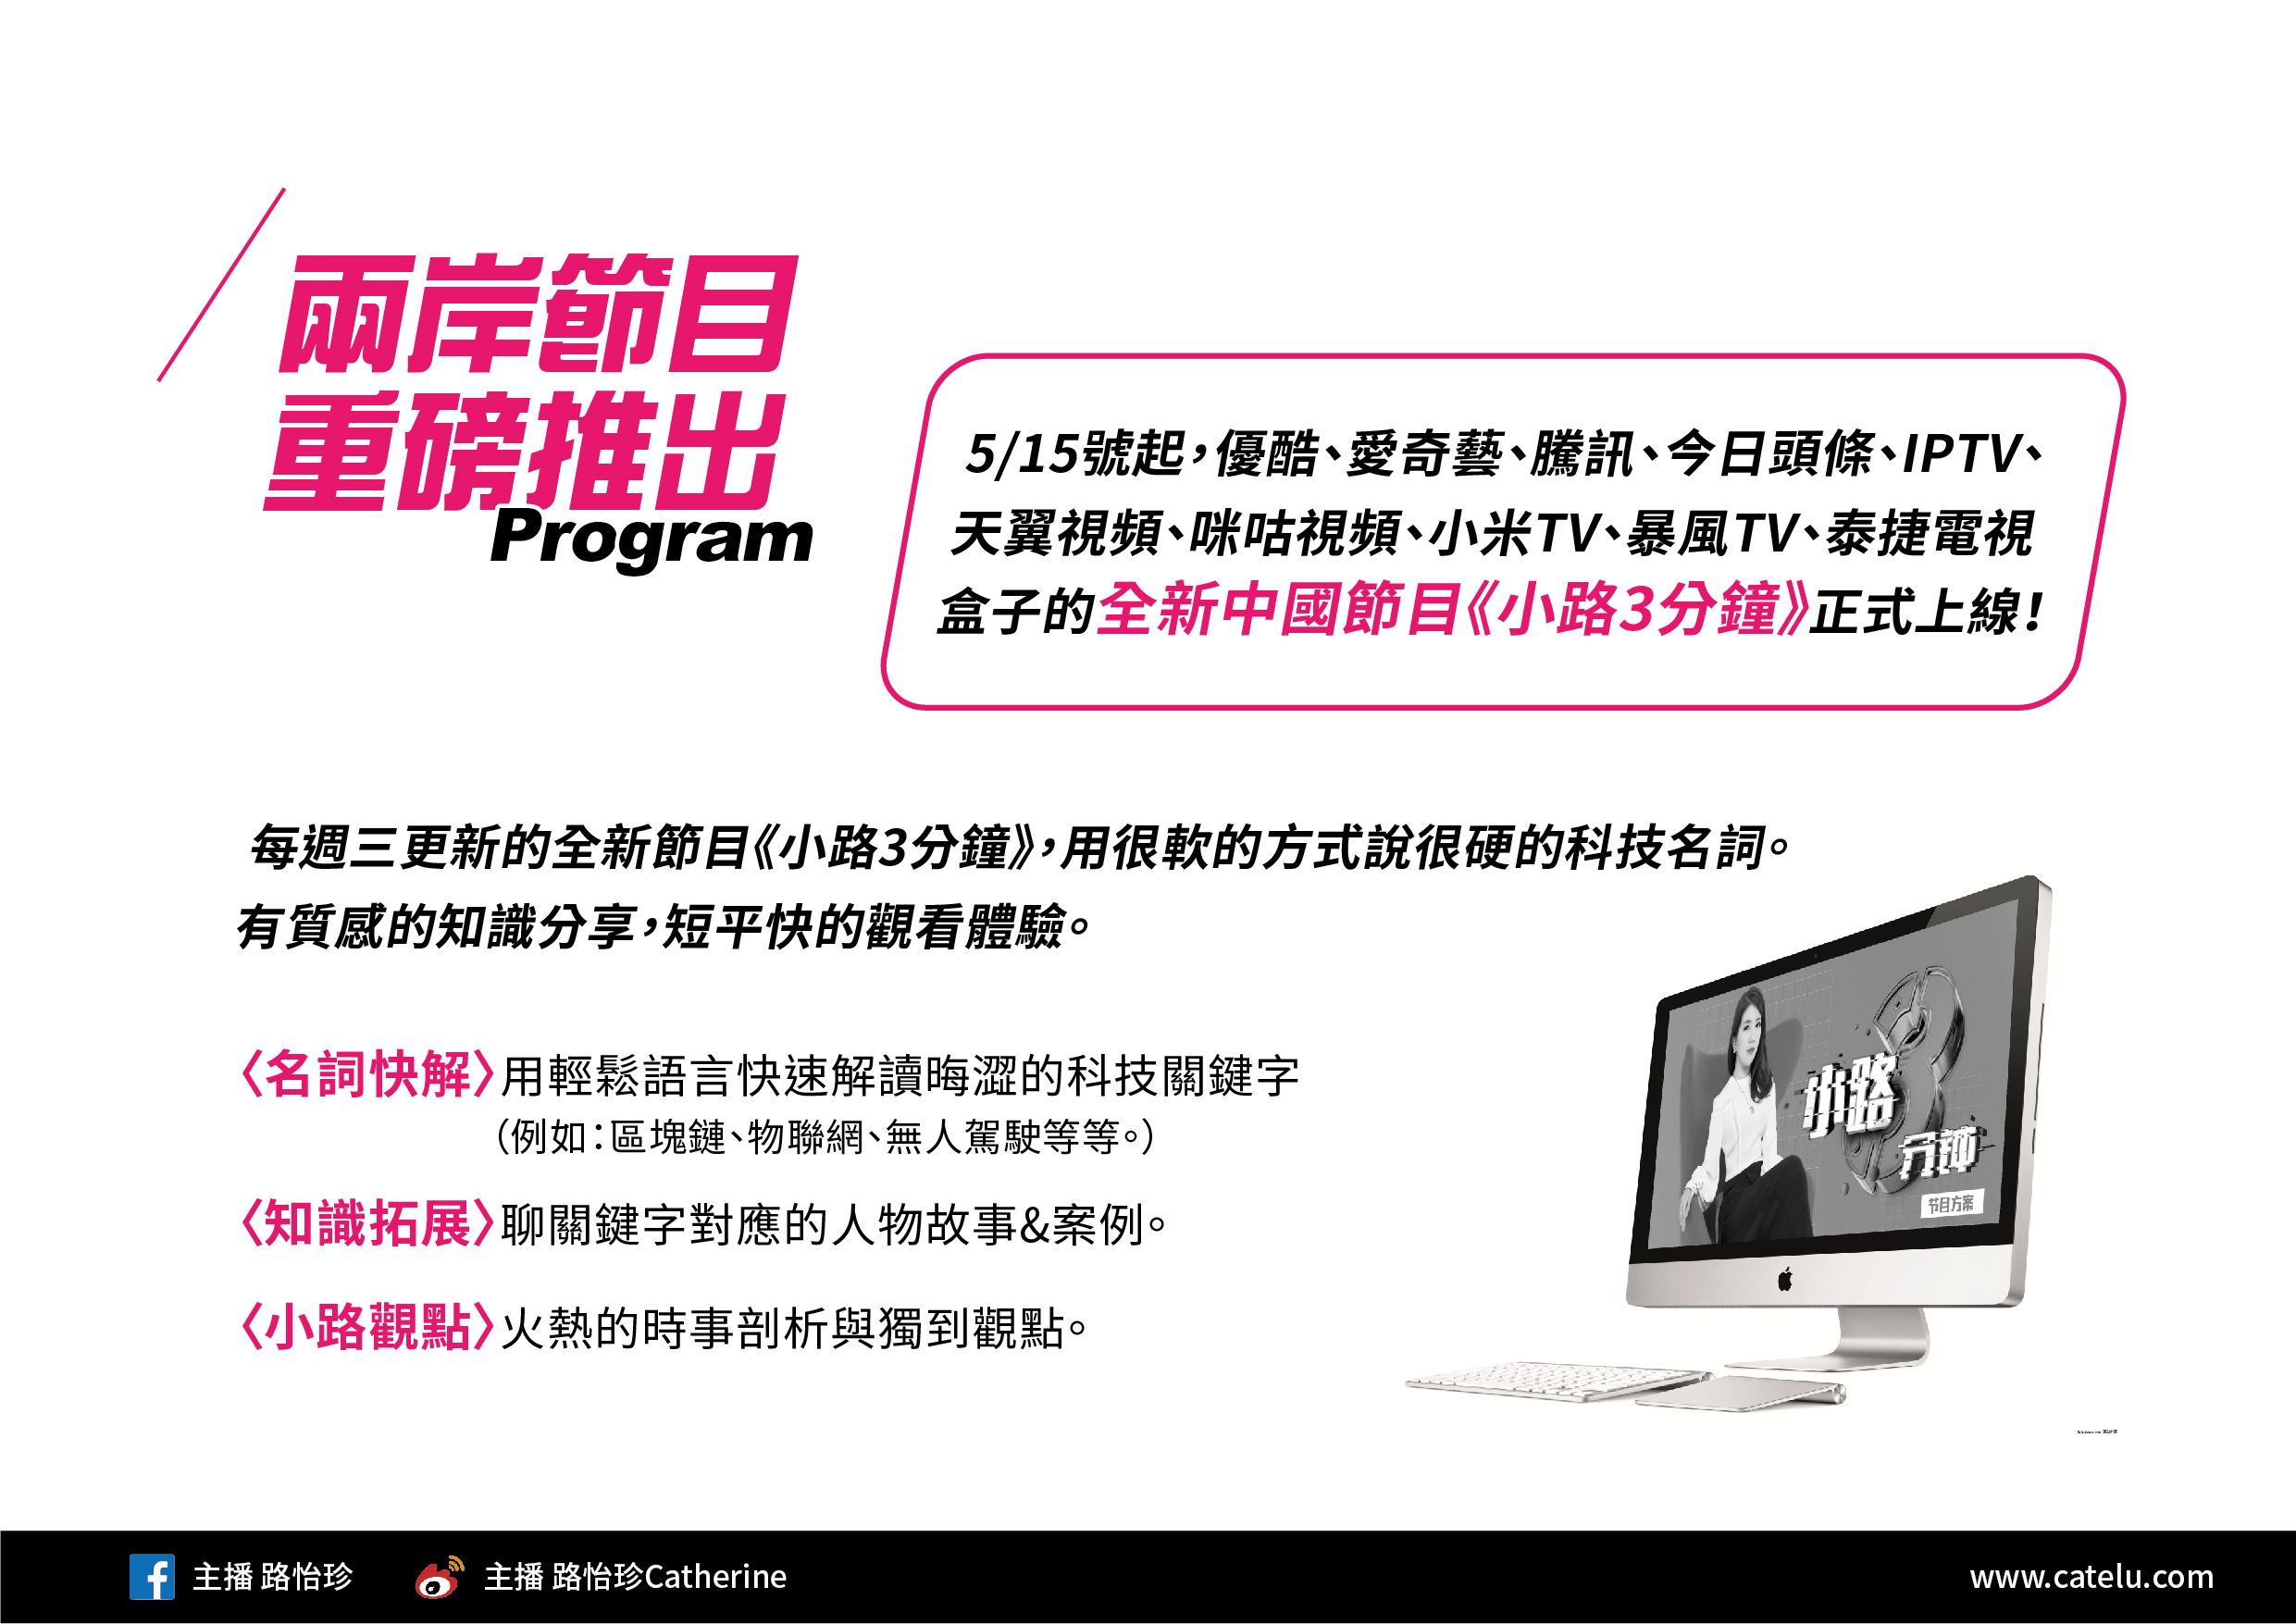 兩岸節目
重磅推出
Program
5/15號起,優酷、愛奇藝、騰訊、今日頭條、IPTV、
天翼視頻、咪咕視頻、小米TV、暴風TV、泰捷電視
盒子的全新中國節目《小路3分鐘》正式上線!
每週三更新的全新節目《小路3分鐘》,用很軟的方式說很硬的科技名詞。
有質感的知識分享,短平快的觀看體驗。
〈名詞快解〉用輕鬆語言快速解讀晦澀的科技關鍵字
(例如:區塊鏈、物聯網、無人駕駛等等。)
〈知識拓展〉聊關鍵字對應的人物故事&案例。
〈小路觀點〉火熱的時事剖析與獨到觀點。
小路
3
分钟
节目方案
主播 路怡珍
主播 路怡珍Catherine
www.catelu.com